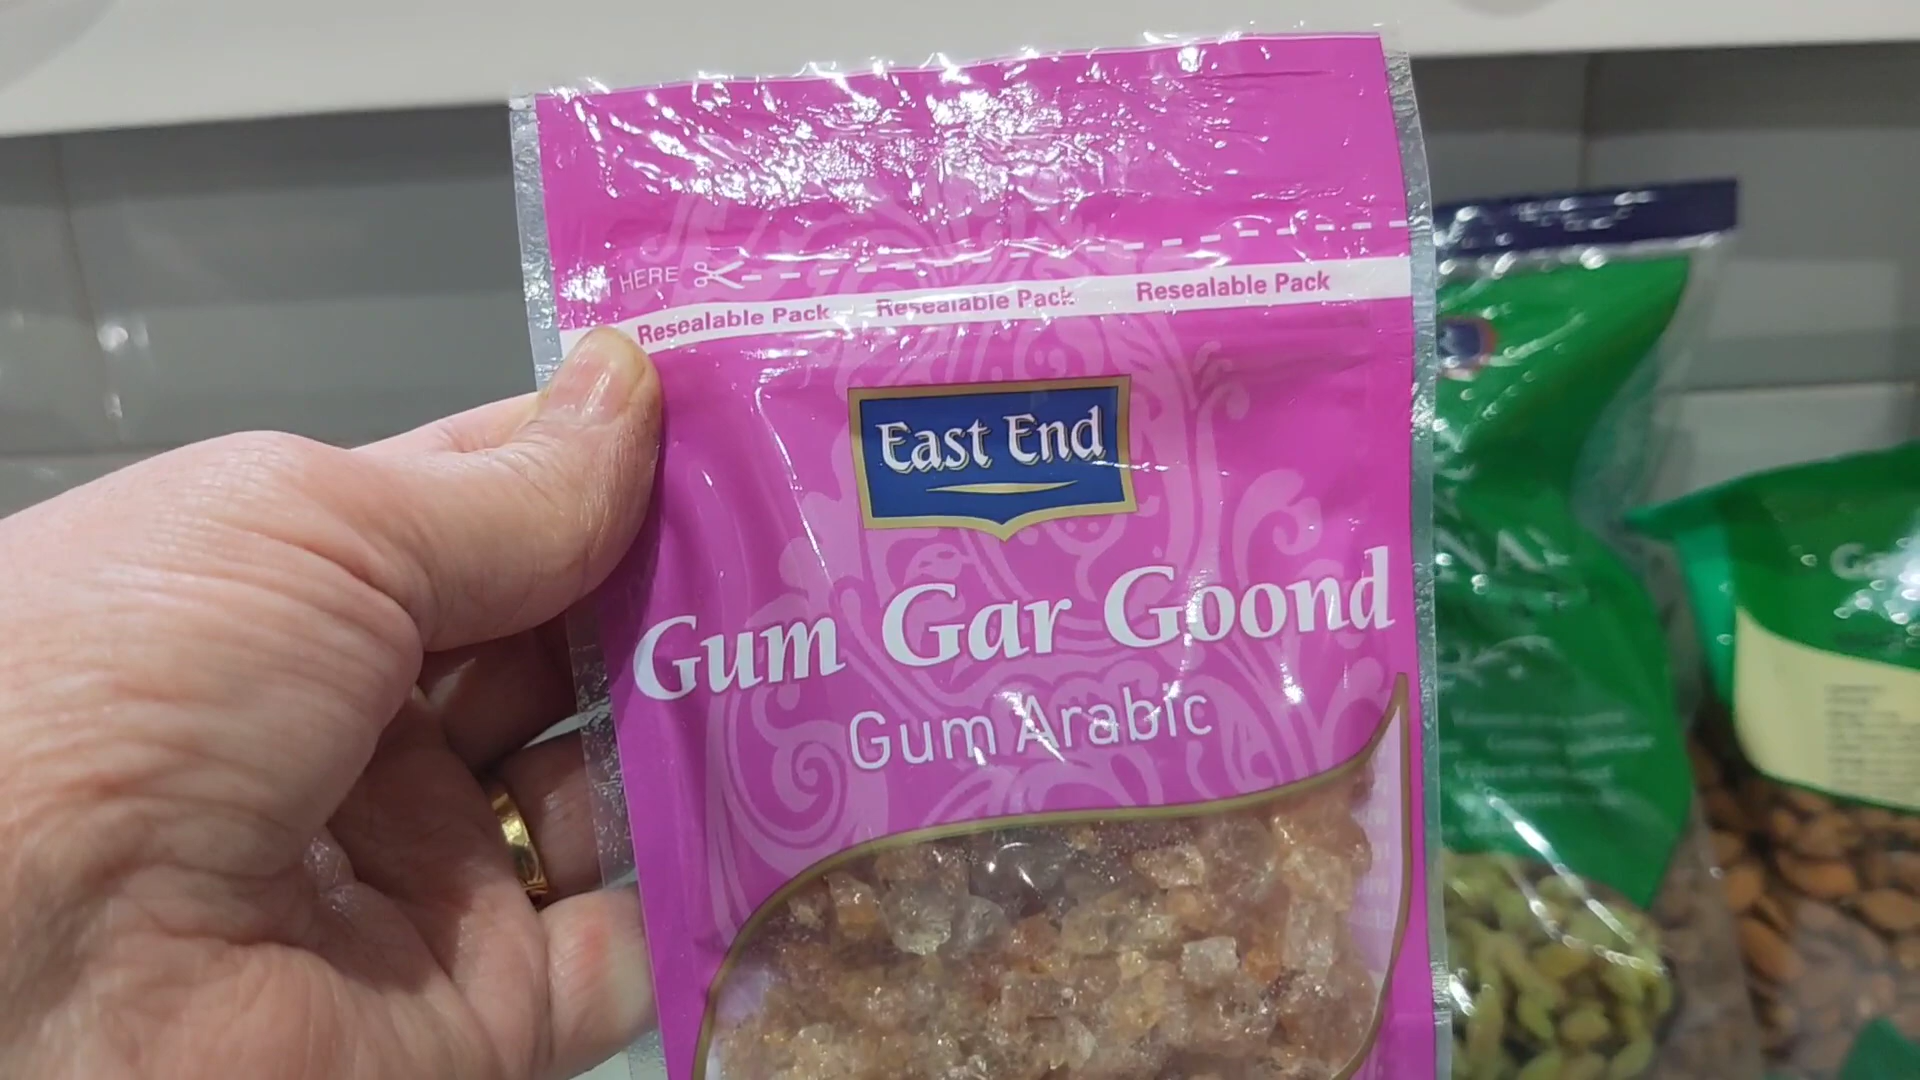 HERE
Resealable Pack Resealable Pack Resealable Pack
East End
Gum Gar Goond
Gum Arabic